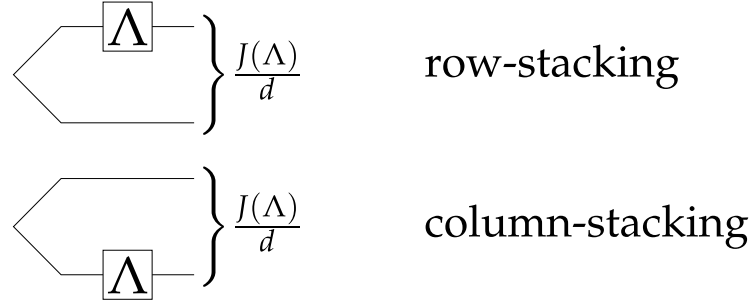 Λ
J(Λ)
d
row-stacking
J(Λ)
d
column-stacking
Λ